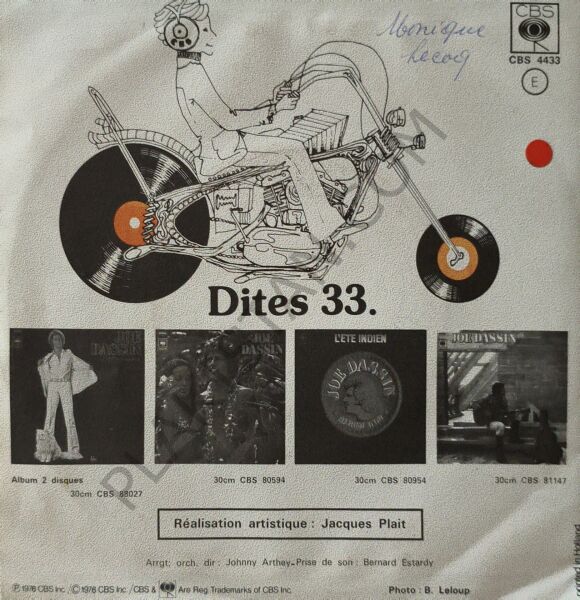 Monique
Lecoq
CBS
CBS 4433
E
CBS
Dites 33.
JOE
DASSIN
JOE
DASSIN
L'ETE INDIEN
JOE DASSIN
JOE DASSIN
Album 2 disques
30cm CBS 88027
30cm CBS 80594
30cm CBS 80954
30cm CBS 81147
Réalisation artistique : Jacques Plait
Arrgt; orch. dir : Johnny Arthey-Prise de son : Bernard Estardy
℗ 1976 CBS Inc./© 1976 CBS Inc./CBS & Are Reg. Trademarks of CBS Inc.
Photo : B. Leloup